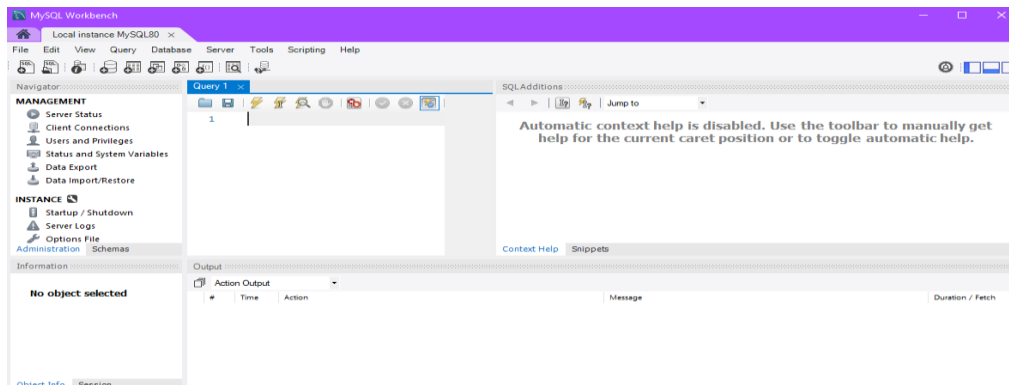 MySQL Workbench
Local instance MySQL80
File Edit View Query Database Server Tools Scripting Help
Navigator
MANAGEMENT
Server Status
Client Connections
Users and Privileges
Status and System Variables
Data Export
Data Import/Restore
INSTANCE
Startup / Shutdown
Server Logs
Options File
Administration Schemas
Query 1
1
SQLAdditions
Jump to
Automatic context help is disabled. Use the toolbar to manually get
help for the current caret position or to toggle automatic help.
Context Help Snippets
Information
No object selected
Object Info Session
Output
Action Output
# Time Action Message Duration / Fetch